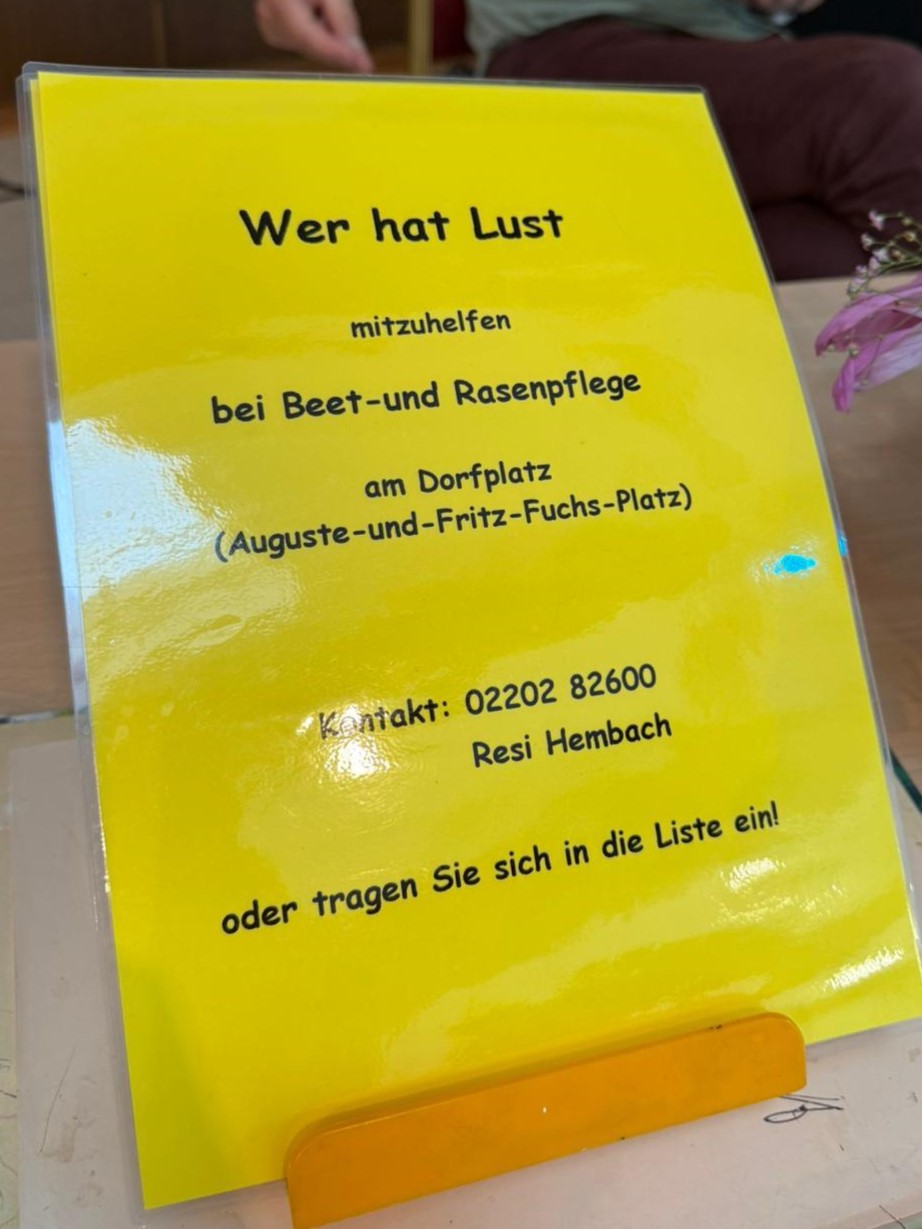 Wer hat Lust
mitzuhelfen
bei Beet-und Rasenpflege
am Dorfplatz
(Auguste-und-Fritz-Fuchs-Platz)
Kontakt: 02202 82600
Resi Hembach
oder tragen Sie sich in die Liste ein!